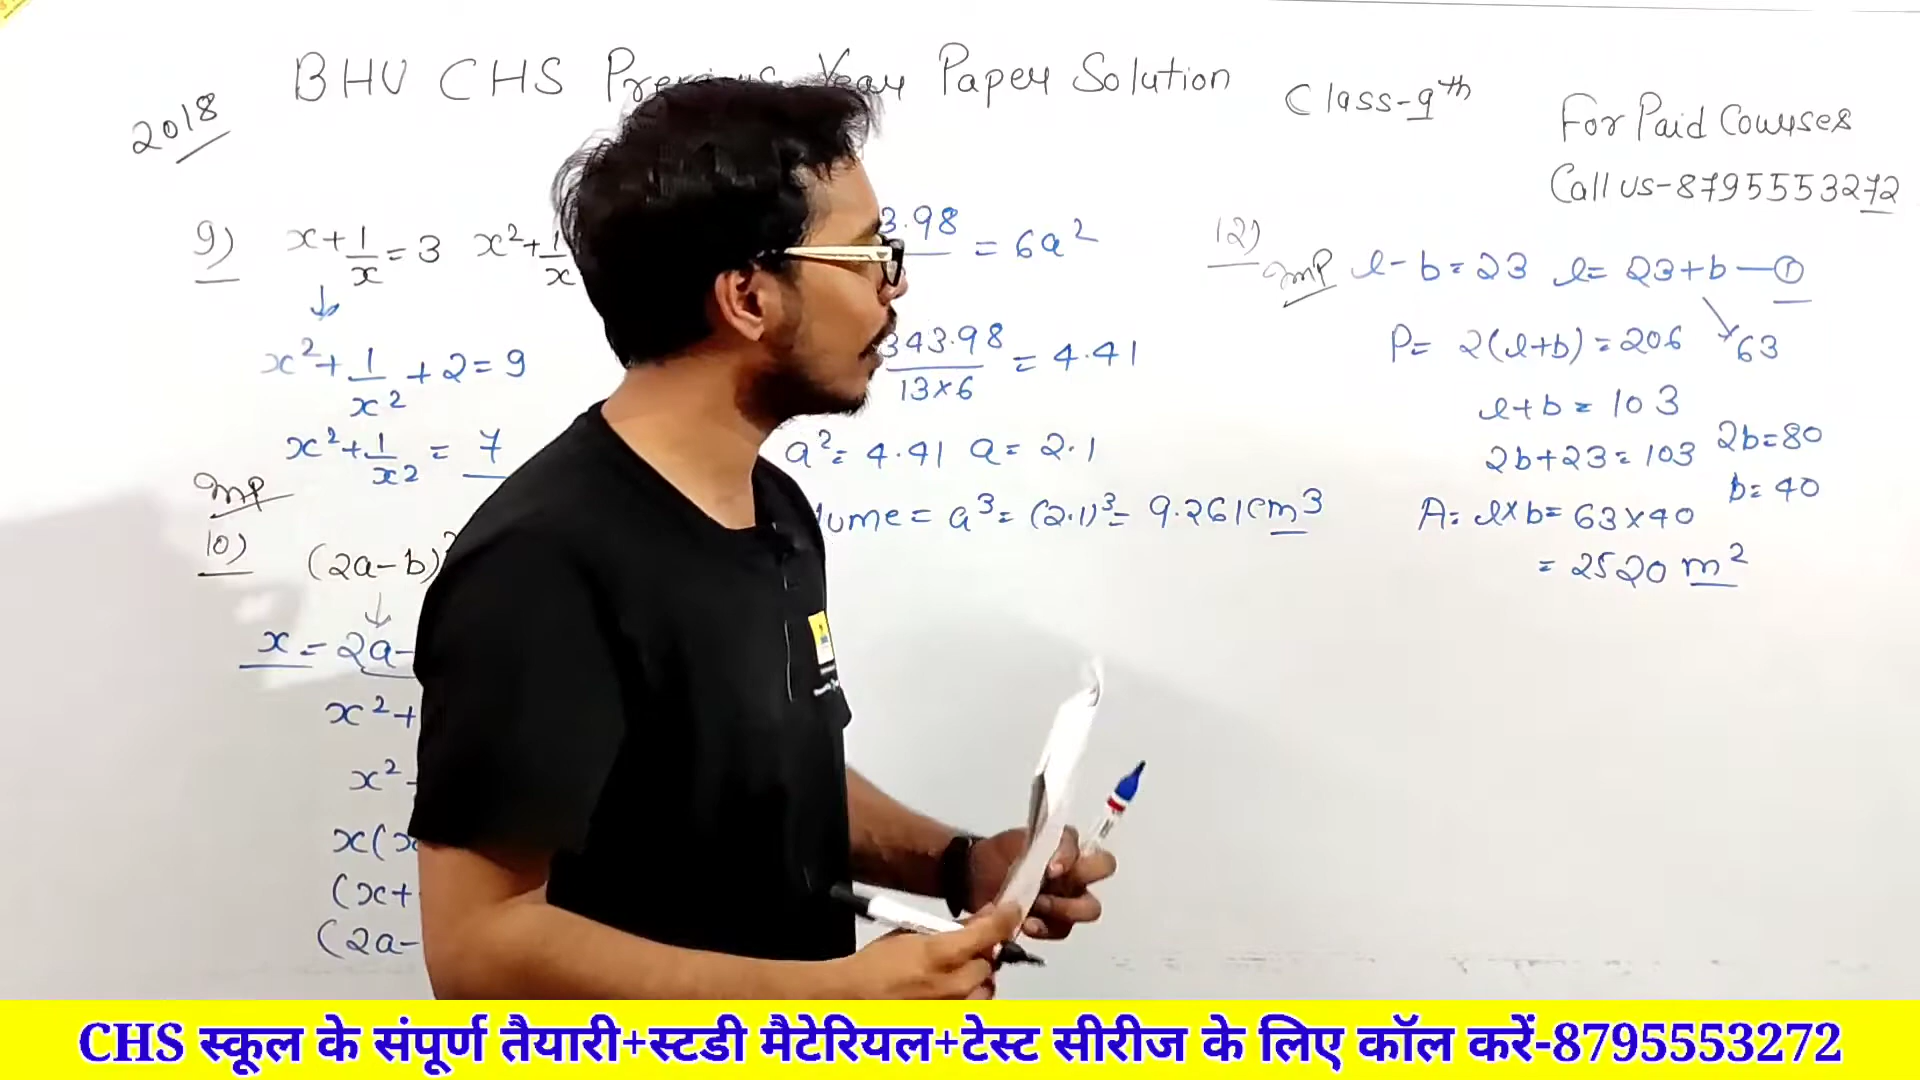 BHU CHS Previous Year Paper Solution
Class-9th
2018
For Paid Courses
Call us-8795553272
9) x+1/x=3 x²+1/x
x²+1/x²+2=9
x²+1/x² = 7
Imp
10) (2a-b)²
x = 2a-
x²+
x²-
x(x
(x+
(2a-
3.98 = 6a²
343.98/13×6 = 4.41
a²= 4.41 a= 2.1
lume = a³= (2.1)³= 9.261cm³
12) Imp l-b=23 l= 23+b—①
63
P= 2(l+b)=206
l+b= 103
2b+23=103 2b=80
b=40
A= l×b= 63×40
= 2520 m²
CHS स्कूल के संपूर्ण तैयारी+स्टडी मैटेरियल+टेस्ट सीरीज के लिए कॉल करें-8795553272